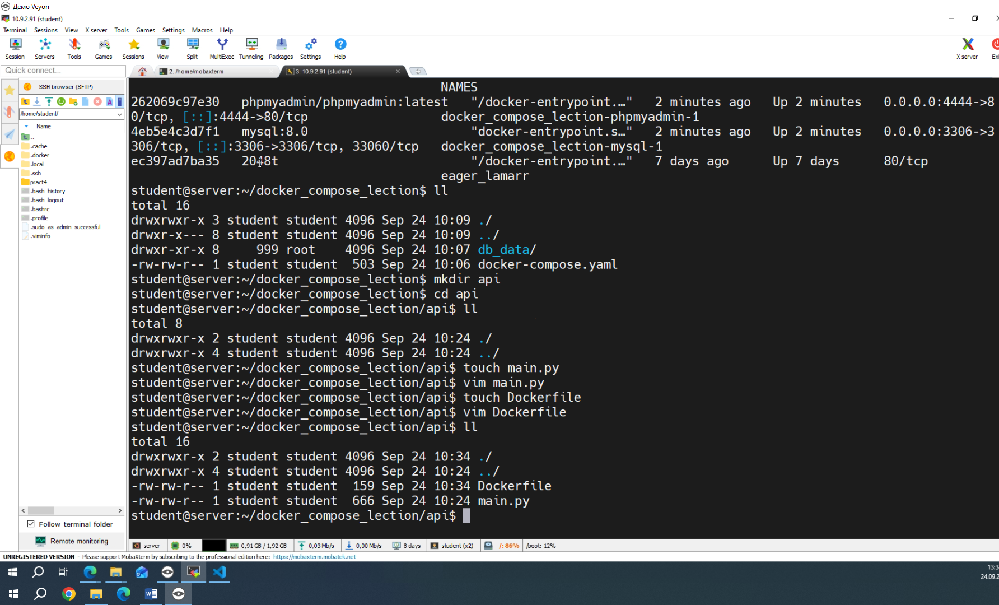 Демо Veyon
10.9.2.91 (student)
Terminal Sessions View X server Tools Games Settings Macros Help
Session Servers Tools Games Sessions View Split MultiExec Tunneling Packages Settings Help X server
Quick connect...
2. /home/mobaxterm
3. 10.9.2.91 (student)
SSH browser (SFTP)
/home/student/
Name
..
.cache
.docker
.local
.ssh
pract4
.bash_history
.bash_logout
.bashrc
.profile
.sudo_as_admin_successful
.viminfo
Follow terminal folder
Remote monitoring
NAMES
262069c97e30 phpmyadmin/phpmyadmin:latest "/docker-entrypoint.…" 2 minutes ago Up 2 minutes 0.0.0.0:4444->8
0/tcp, [::]:4444->80/tcp docker_compose_lection-phpmyadmin-1
4eb5e4c3d7f1 mysql:8.0 "docker-entrypoint.s…" 2 minutes ago Up 2 minutes 0.0.0.0:3306->3
306/tcp, [::]:3306->3306/tcp, 33060/tcp docker_compose_lection-mysql-1
ec397ad7ba35 2048t "/docker-entrypoint.…" 7 days ago Up 7 days 80/tcp
eager_lamarr
student@server:~/docker_compose_lection$ ll
total 16
drwxrwxr-x 3 student student 4096 Sep 24 10:09 ./
drwxr-x--- 8 student student 4096 Sep 24 10:09 ../
drwxr-xr-x 8 999 root 4096 Sep 24 10:07 db_data/
-rw-rw-r-- 1 student student 503 Sep 24 10:06 docker-compose.yaml
student@server:~/docker_compose_lection$ mkdir api
student@server:~/docker_compose_lection$ cd api
student@server:~/docker_compose_lection/api$ ll
total 8
drwxrwxr-x 2 student student 4096 Sep 24 10:24 ./
drwxrwxr-x 4 student student 4096 Sep 24 10:24 ../
student@server:~/docker_compose_lection/api$ touch main.py
student@server:~/docker_compose_lection/api$ vim main.py
student@server:~/docker_compose_lection/api$ touch Dockerfile
student@server:~/docker_compose_lection/api$ vim Dockerfile
student@server:~/docker_compose_lection/api$ ll
total 16
drwxrwxr-x 2 student student 4096 Sep 24 10:34 ./
drwxrwxr-x 4 student student 4096 Sep 24 10:24 ../
-rw-rw-r-- 1 student student 159 Sep 24 10:34 Dockerfile
-rw-rw-r-- 1 student student 666 Sep 24 10:24 main.py
student@server:~/docker_compose_lection/api$
server 0% 0,91 GB / 1,92 GB 0,03 Mb/s 0,00 Mb/s 8 days student (x2) /: 86% /boot: 12%
UNREGISTERED VERSION - Please support MobaXterm by subscribing to the professional edition here: https://mobaxterm.mobatek.net